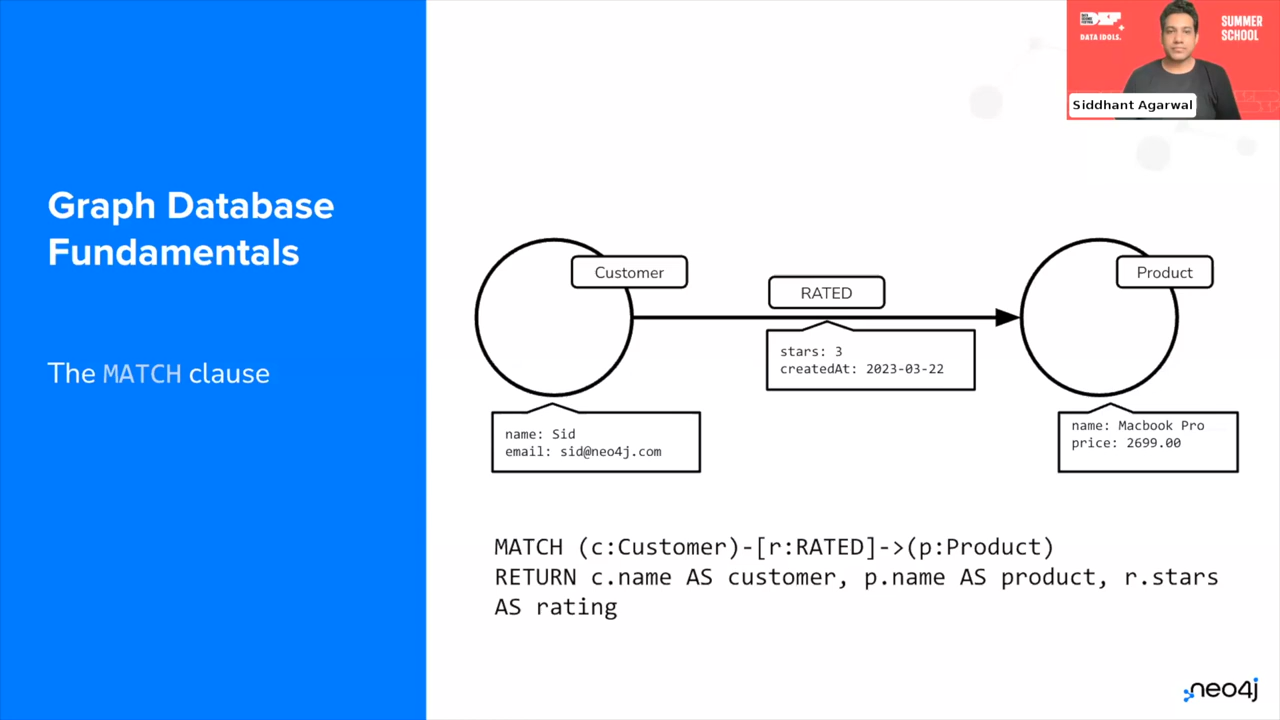 Graph Database
Fundamentals
The MATCH clause
DATA IDOLS.
SUMMER
SCHOOL
Siddhant Agarwal
Customer
RATED
Product
stars: 3
createdAt: 2023-03-22
name: Sid
email: sid@neo4j.com
name: Macbook Pro
price: 2699.00
MATCH (c:Customer)-[r:RATED]->(p:Product)
RETURN c.name AS customer, p.name AS product, r.stars
AS rating
neo4j